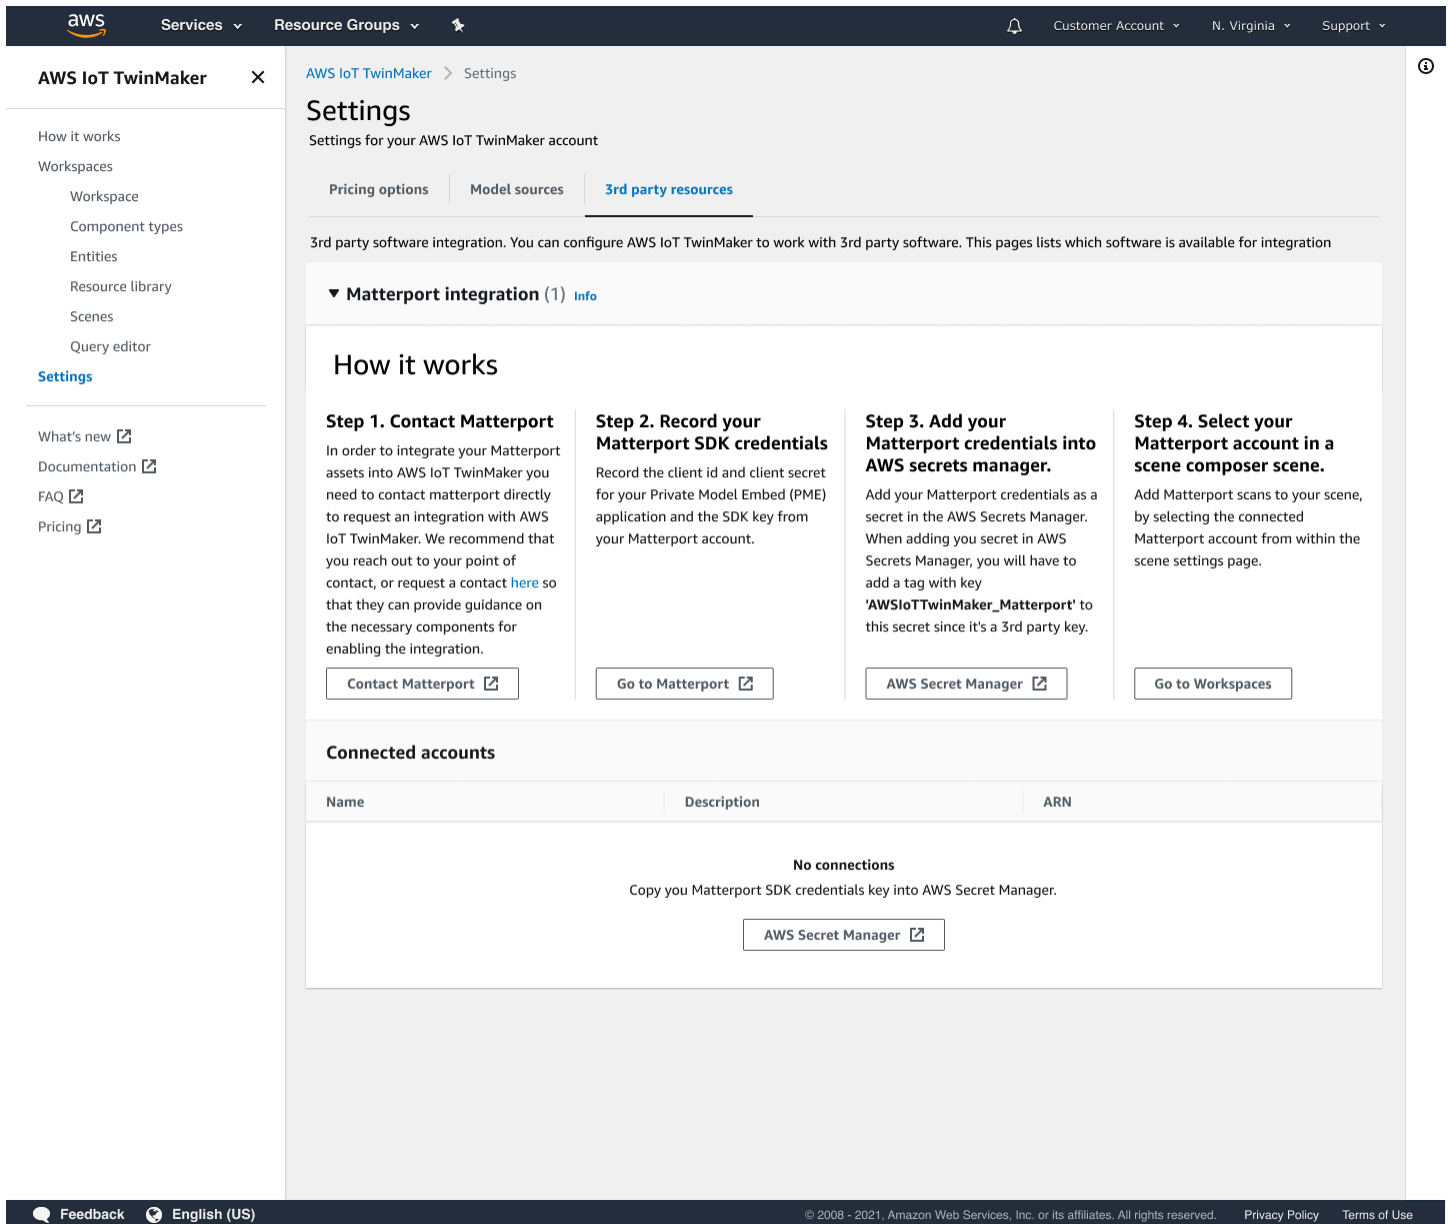 aws Services Resource Groups Customer Account N. Virginia Support
AWS IoT TwinMaker
How it works
Workspaces
Workspace
Component types
Entities
Resource library
Scenes
Query editor
Settings
What's new
Documentation
FAQ
Pricing
AWS IoT TwinMaker Settings
Settings
Settings for your AWS IoT TwinMaker account
Pricing options Model sources 3rd party resources
3rd party software integration. You can configure AWS IoT TwinMaker to work with 3rd party software. This pages lists which software is available for integration
Matterport integration (1) Info
How it works
Step 1. Contact Matterport
In order to integrate your Matterport
assets into AWS IoT TwinMaker you
need to contact matterport directly
to request an integration with AWS
IoT TwinMaker. We recommend that
you reach out to your point of
contact, or request a contact here so
that they can provide guidance on
the necessary components for
enabling the integration.
Contact Matterport
Step 2. Record your
Matterport SDK credentials
Record the client id and client secret
for your Private Model Embed (PME)
application and the SDK key from
your Matterport account.
Go to Matterport
Step 3. Add your
Matterport credentials into
AWS secrets manager.
Add your Matterport credentials as a
secret in the AWS Secrets Manager.
When adding you secret in AWS
Secrets Manager, you will have to
add a tag with key
'AWSIoTTwinMaker_Matterport' to
this secret since it's a 3rd party key.
AWS Secret Manager
Step 4. Select your
Matterport account in a
scene composer scene.
Add Matterport scans to your scene,
by selecting the connected
Matterport account from within the
scene settings page.
Go to Workspaces
Connected accounts
Name Description ARN
No connections
Copy you Matterport SDK credentials key into AWS Secret Manager.
AWS Secret Manager
Feedback English (US) © 2008 - 2021, Amazon Web Services, Inc. or its affiliates. All rights reserved. Privacy Policy Terms of Use